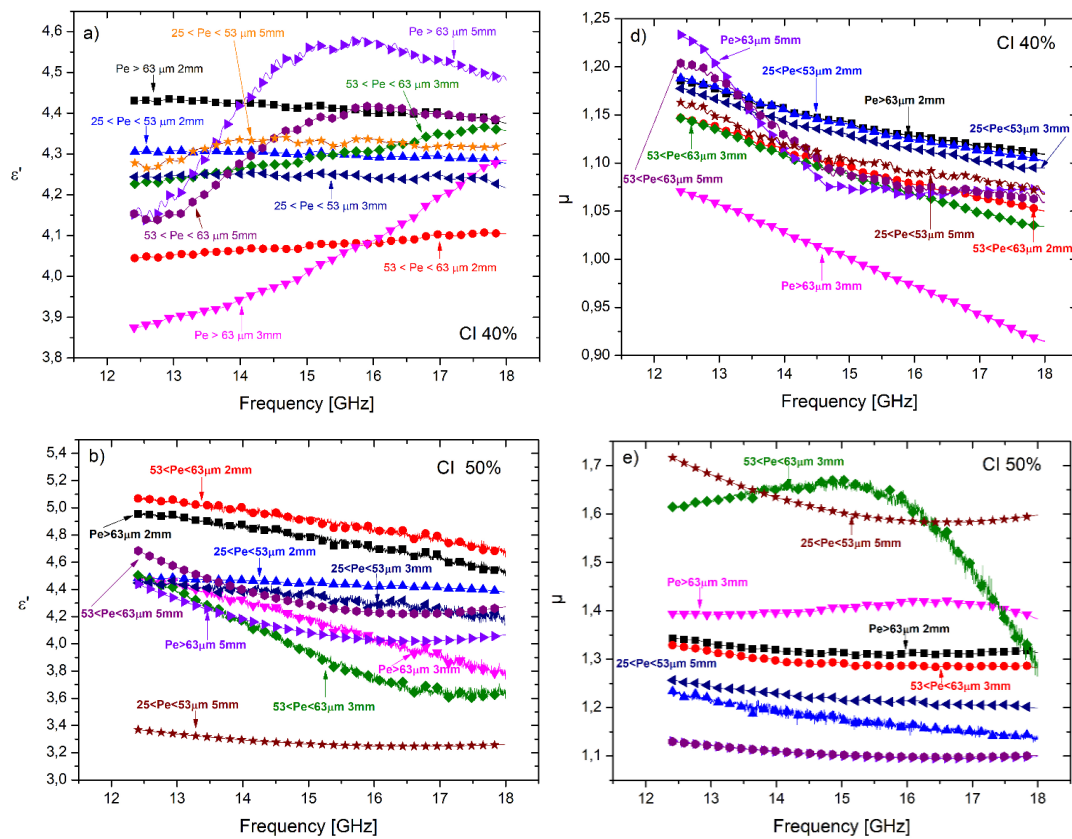 a)
4,6
4,5
4,4
4,3
4,2
4,1
4,0
3,9
3,8
ε'
Pe > 63 µm 2mm
25 < Pe < 53 µm 5mm
Pe > 63 µm 5mm
53 < Pe < 63 µm 3mm
25 < Pe < 53 µm 2mm
25 < Pe < 53 µm 3mm
53 < Pe < 63 µm 5mm
53 < Pe < 63 µm 2mm
Pe > 63 µm 3mm
CI 40%
12 13 14 15 16 17 18
Frequency [GHz]
d)
CI 40%
1,25
1,20
1,15
1,10
1,05
1,00
0,95
0,90
µ
Pe>63µm 5mm
25<Pe<53µm 2mm
Pe>63µm 2mm
25<Pe<53µm 3mm
53<Pe<63µm 3mm
53<Pe<63µm 5mm
25<Pe<53µm 5mm
53<Pe<63µm 2mm
Pe>63µm 3mm
12 13 14 15 16 17 18
Frequency [GHz]
b)
CI 50%
5,4
5,2
5,0
4,8
4,6
4,4
4,2
4,0
3,8
3,6
3,4
3,2
3,0
ε'
53<Pe<63µm 2mm
Pe>63µm 2mm
25<Pe<53µm 2mm
25<Pe<53µm 3mm
53<Pe<63µm 5mm
Pe>63µm 5mm
Pe>63µm 3mm
53<Pe<63µm 3mm
25<Pe<53µm 5mm
12 13 14 15 16 17 18
Frequency [GHz]
e)
CI 50%
1,7
1,6
1,5
1,4
1,3
1,2
1,1
µ
53<Pe<63µm 3mm
25<Pe<53µm 5mm
Pe>63µm 3mm
Pe>63µm 2mm
25<Pe<53µm 5mm
53<Pe<63µm 3mm
12 13 14 15 16 17 18
Frequency [GHz]